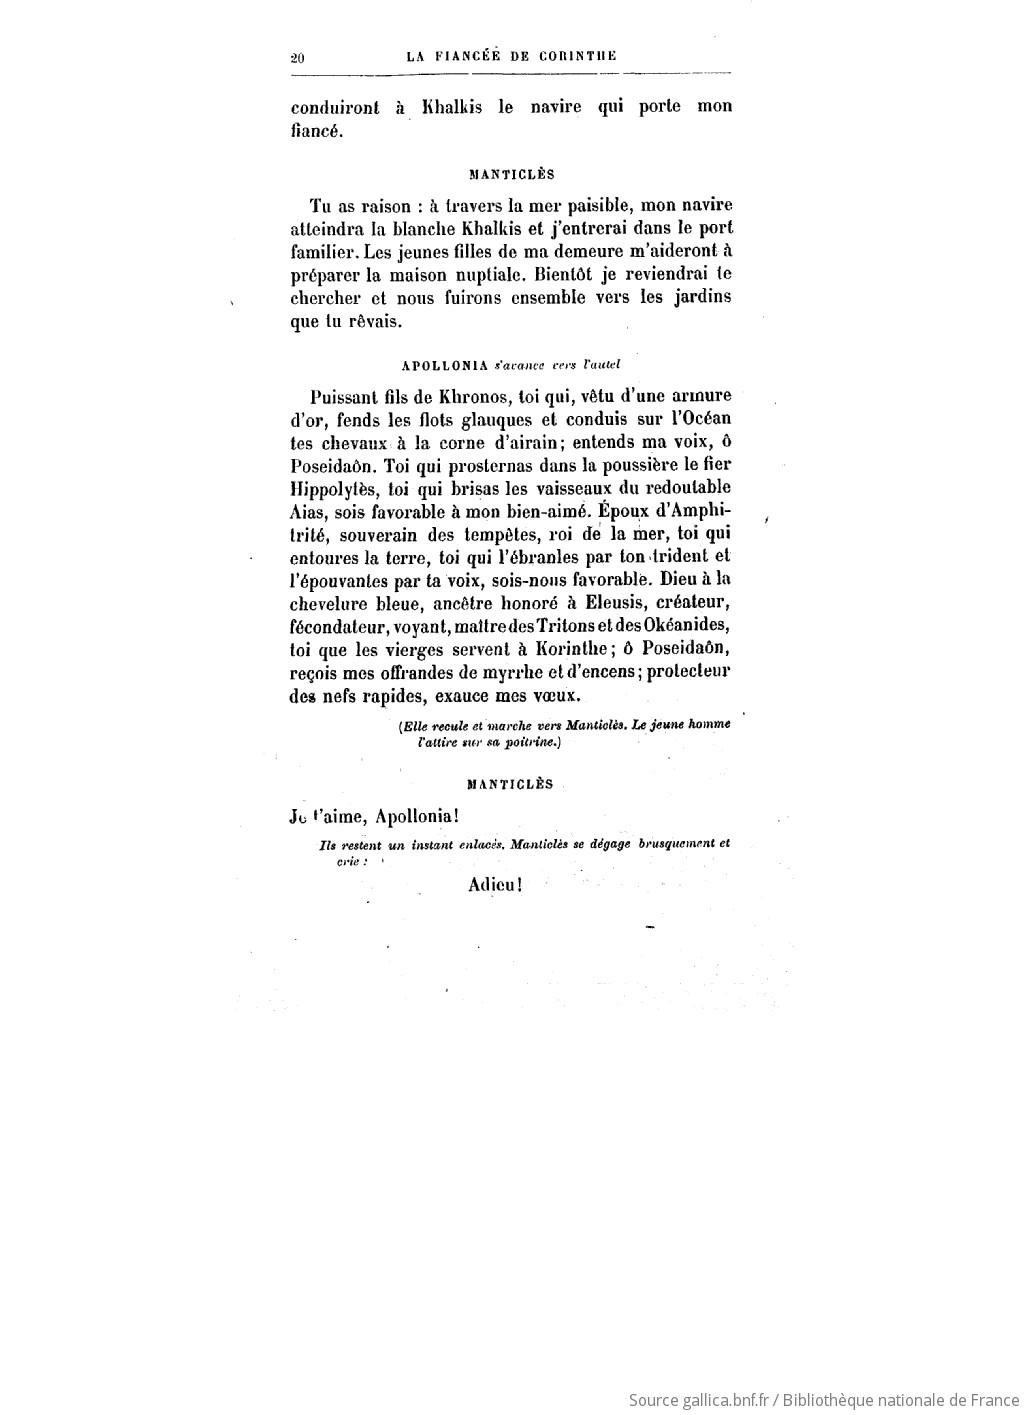 20 LA FIANCÉE DE CORINTHE
conduiront à Khalkis le navire qui porte mon
fiancé.
MANTICLÈS
Tu as raison : à travers la mer paisible, mon navire
atteindra la blanche Khalkis et j'entrerai dans le port
familier. Les jeunes filles de ma demeure m'aideront à
préparer la maison nuptiale. Bientôt je reviendrai te
chercher et nous fuirons ensemble vers les jardins
que tu rêvais.
APOLLONIA s'avance vers l'autel
Puissant fils de Khronos, toi qui, vêtu d'une armure
d'or, fends les flots glauques et conduis sur l'Océan
tes chevaux à la corne d'airain; entends ma voix, ô
Poseidaôn. Toi qui prosternas dans la poussière le fier
Hippolytès, toi qui brisas les vaisseaux du redoutable
Aias, sois favorable à mon bien-aimé. Époux d'Amphi-
trité, souverain des tempêtes, roi de la mer, toi qui
entoures la terre, toi qui l'ébranles par ton trident et
l'épouvantes par ta voix, sois-nous favorable. Dieu à la
chevelure bleue, ancêtre honoré à Eleusis, créateur,
fécondateur, voyant, maître des Tritons et des Okéanides,
toi que les vierges servent à Korinthe; ô Poseidaôn,
reçois mes offrandes de myrrhe et d'encens; protecteur
des nefs rapides, exauce mes vœux.
(Elle recule et marche vers Manticlès. Le jeune homme
l'attire sur sa poitrine.)
MANTICLÈS
Je t'aime, Apollonia!
Ils restent un instant enlacés. Manticlès se dégage brusquement et
crie :
Adieu!
Source gallica.bnf.fr / Bibliothèque nationale de France